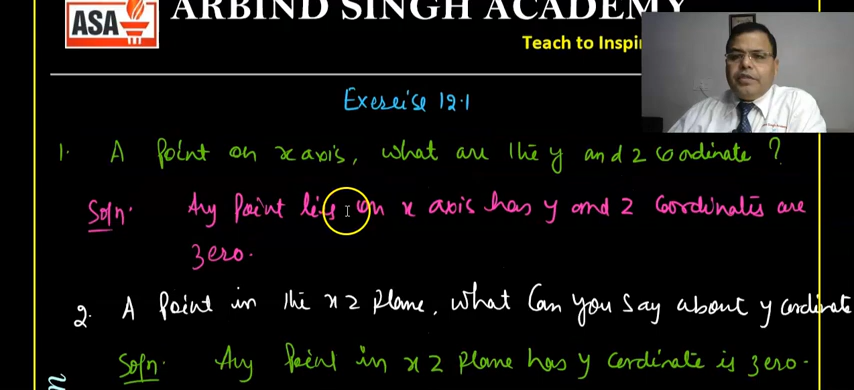 ARBIND SINGH ACADEMY
ASA
Teach to Inspi
Exercise 12.1
1. A Point on x axis, what are the y and z coordinate ?
Soln. Any Point lies on x axis has y and z coordinates are
zero.
2. A Point in the xz plane, what Can you say about y cordinate
Soln. Any Point in xz plane has y cordinate is zero.